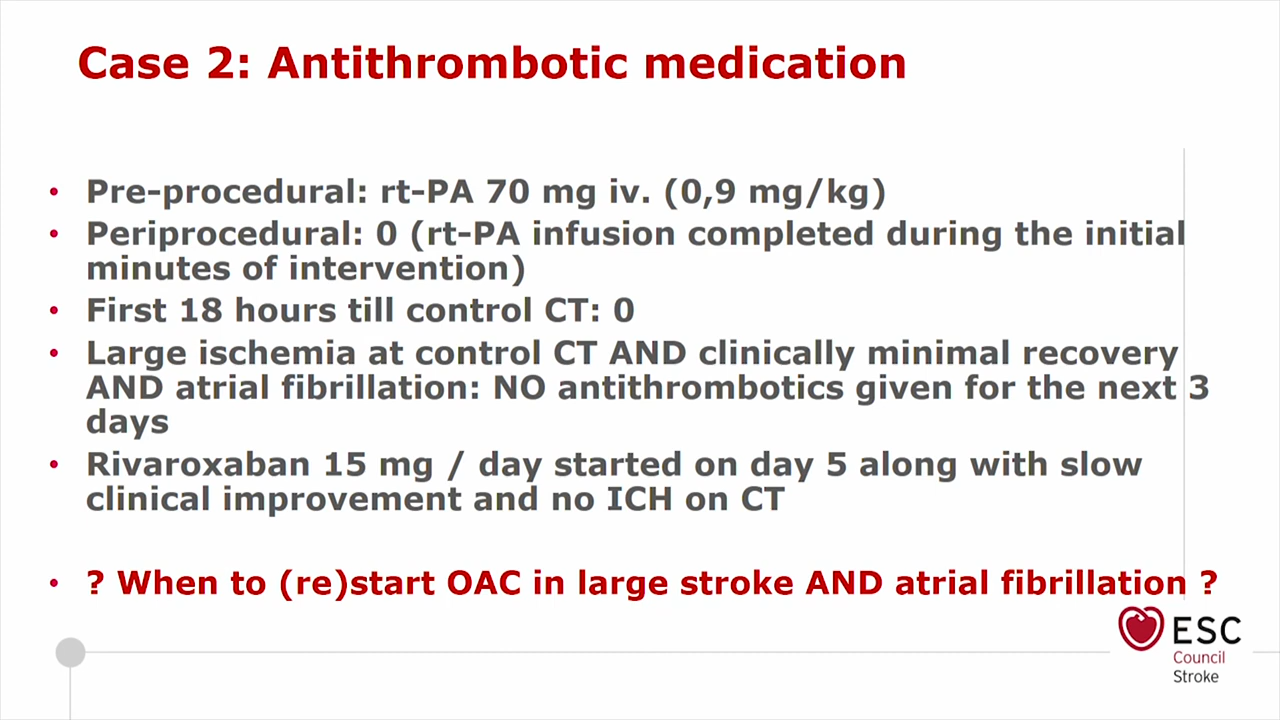 Case 2: Antithrombotic medication
• Pre-procedural: rt-PA 70 mg iv. (0,9 mg/kg)
• Periprocedural: 0 (rt-PA infusion completed during the initial
minutes of intervention)
• First 18 hours till control CT: 0
• Large ischemia at control CT AND clinically minimal recovery
AND atrial fibrillation: NO antithrombotics given for the next 3
days
• Rivaroxaban 15 mg / day started on day 5 along with slow
clinical improvement and no ICH on CT
• ? When to (re)start OAC in large stroke AND atrial fibrillation ?
ESC
Council
Stroke